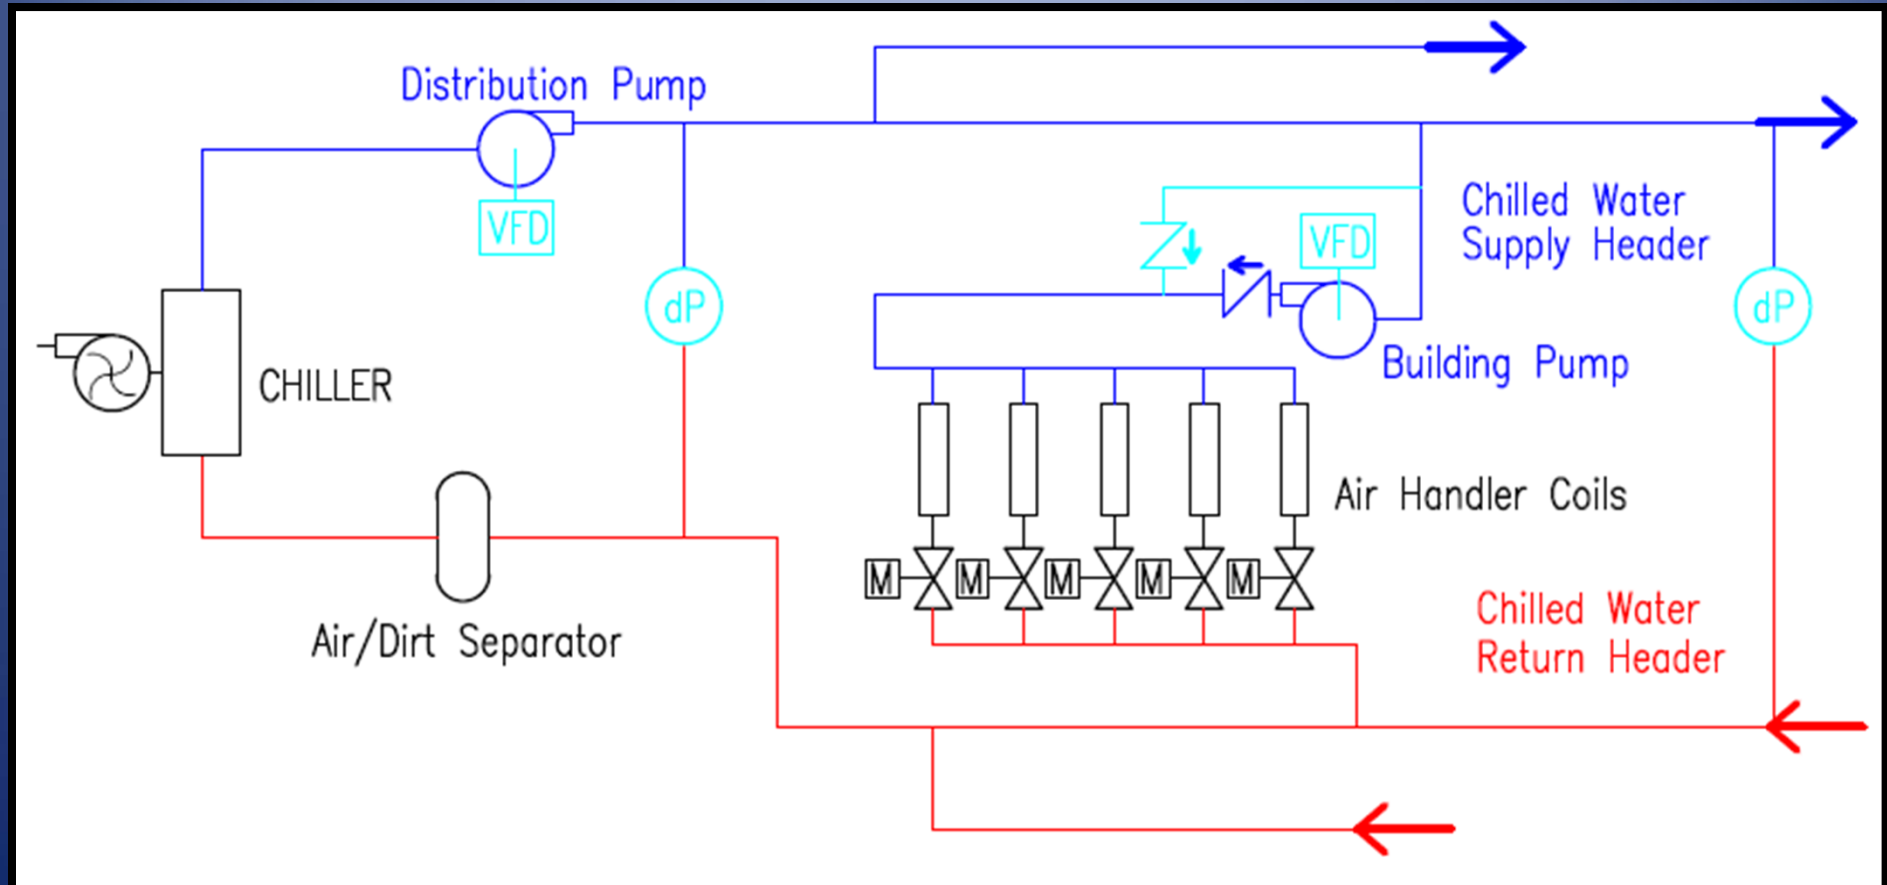 Distribution Pump
VFD
dP
CHILLER
Air/Dirt Separator
VFD
Chilled Water
Supply Header
dP
Building Pump
Air Handler Coils
M
M
M
M
M
Chilled Water
Return Header